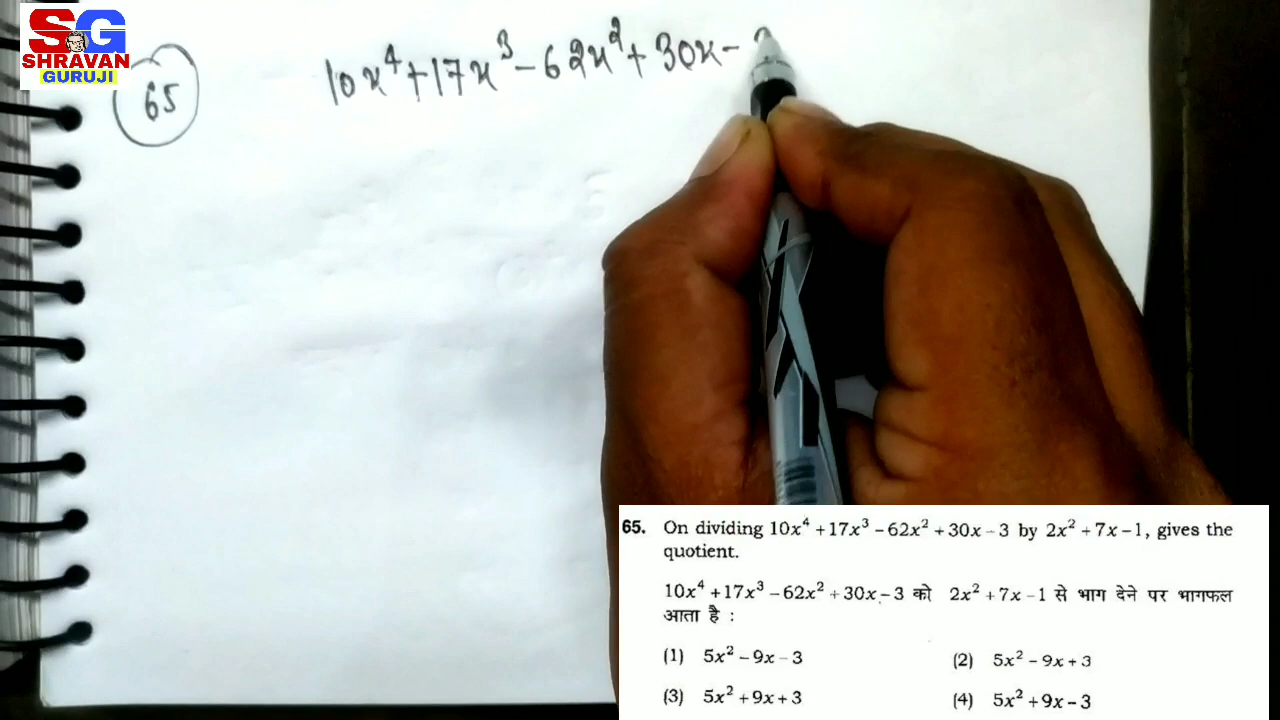 SG
SHRAVAN
GURUJI
65
10x⁴+17x³-62x²+30x-
65. On dividing 10x⁴ +17x³ -62x² +30x-3 by 2x² +7x-1, gives the
quotient.
10x⁴ +17x³ -62x² +30x-3 को 2x² +7x-1 से भाग देने पर भागफल
आता है :
(1) 5x² -9x-3 (2) 5x² -9x+3
(3) 5x² +9x+3 (4) 5x² +9x-3